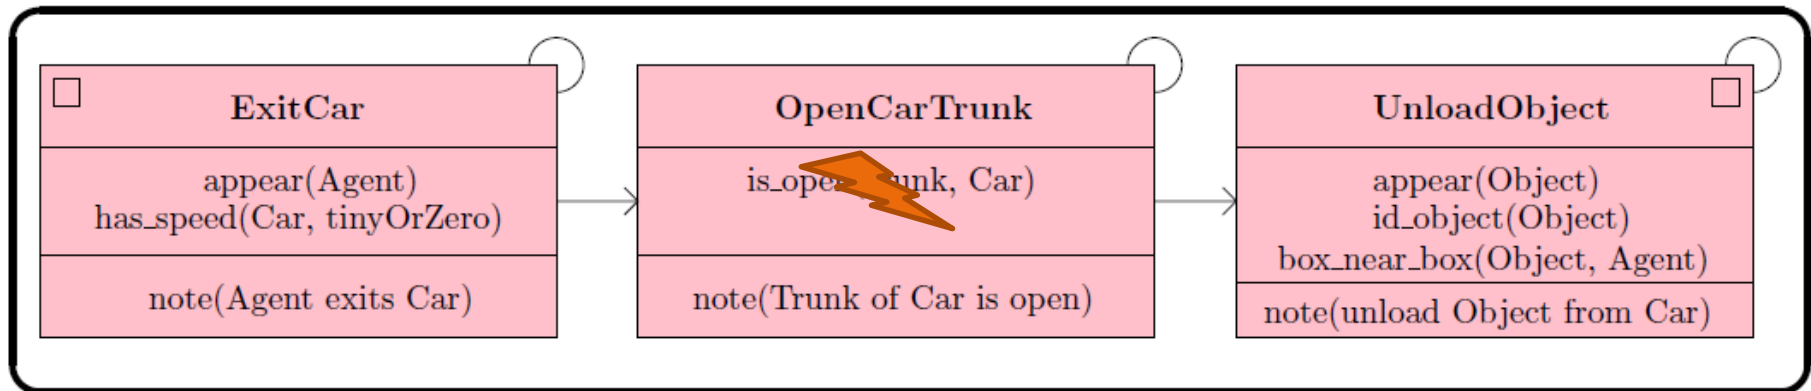 ExitCar
appear(Agent)
has_speed(Car, tinyOrZero)
note(Agent exits Car)
OpenCarTrunk
Car)
note(Trunk of Car is open)
UnloadObject
appear(Object)
id_object(Object)
box_near_box(Object, Agent)
note(unload Object from Car)